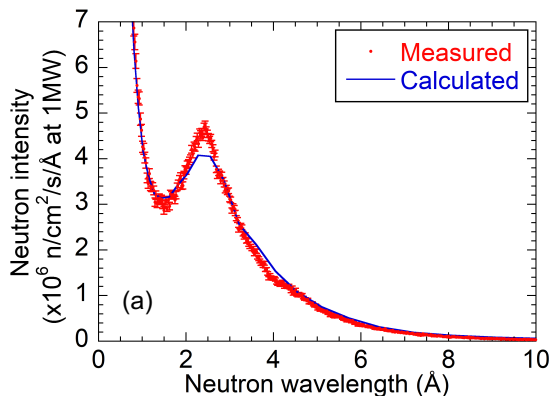 Neutron intensity
(x10⁶ n/cm²/s/Å at 1MW)
7
6
5
4
3
2
1
0
Measured
Calculated
(a)
0 2 4 6 8 10
Neutron wavelength (Å)